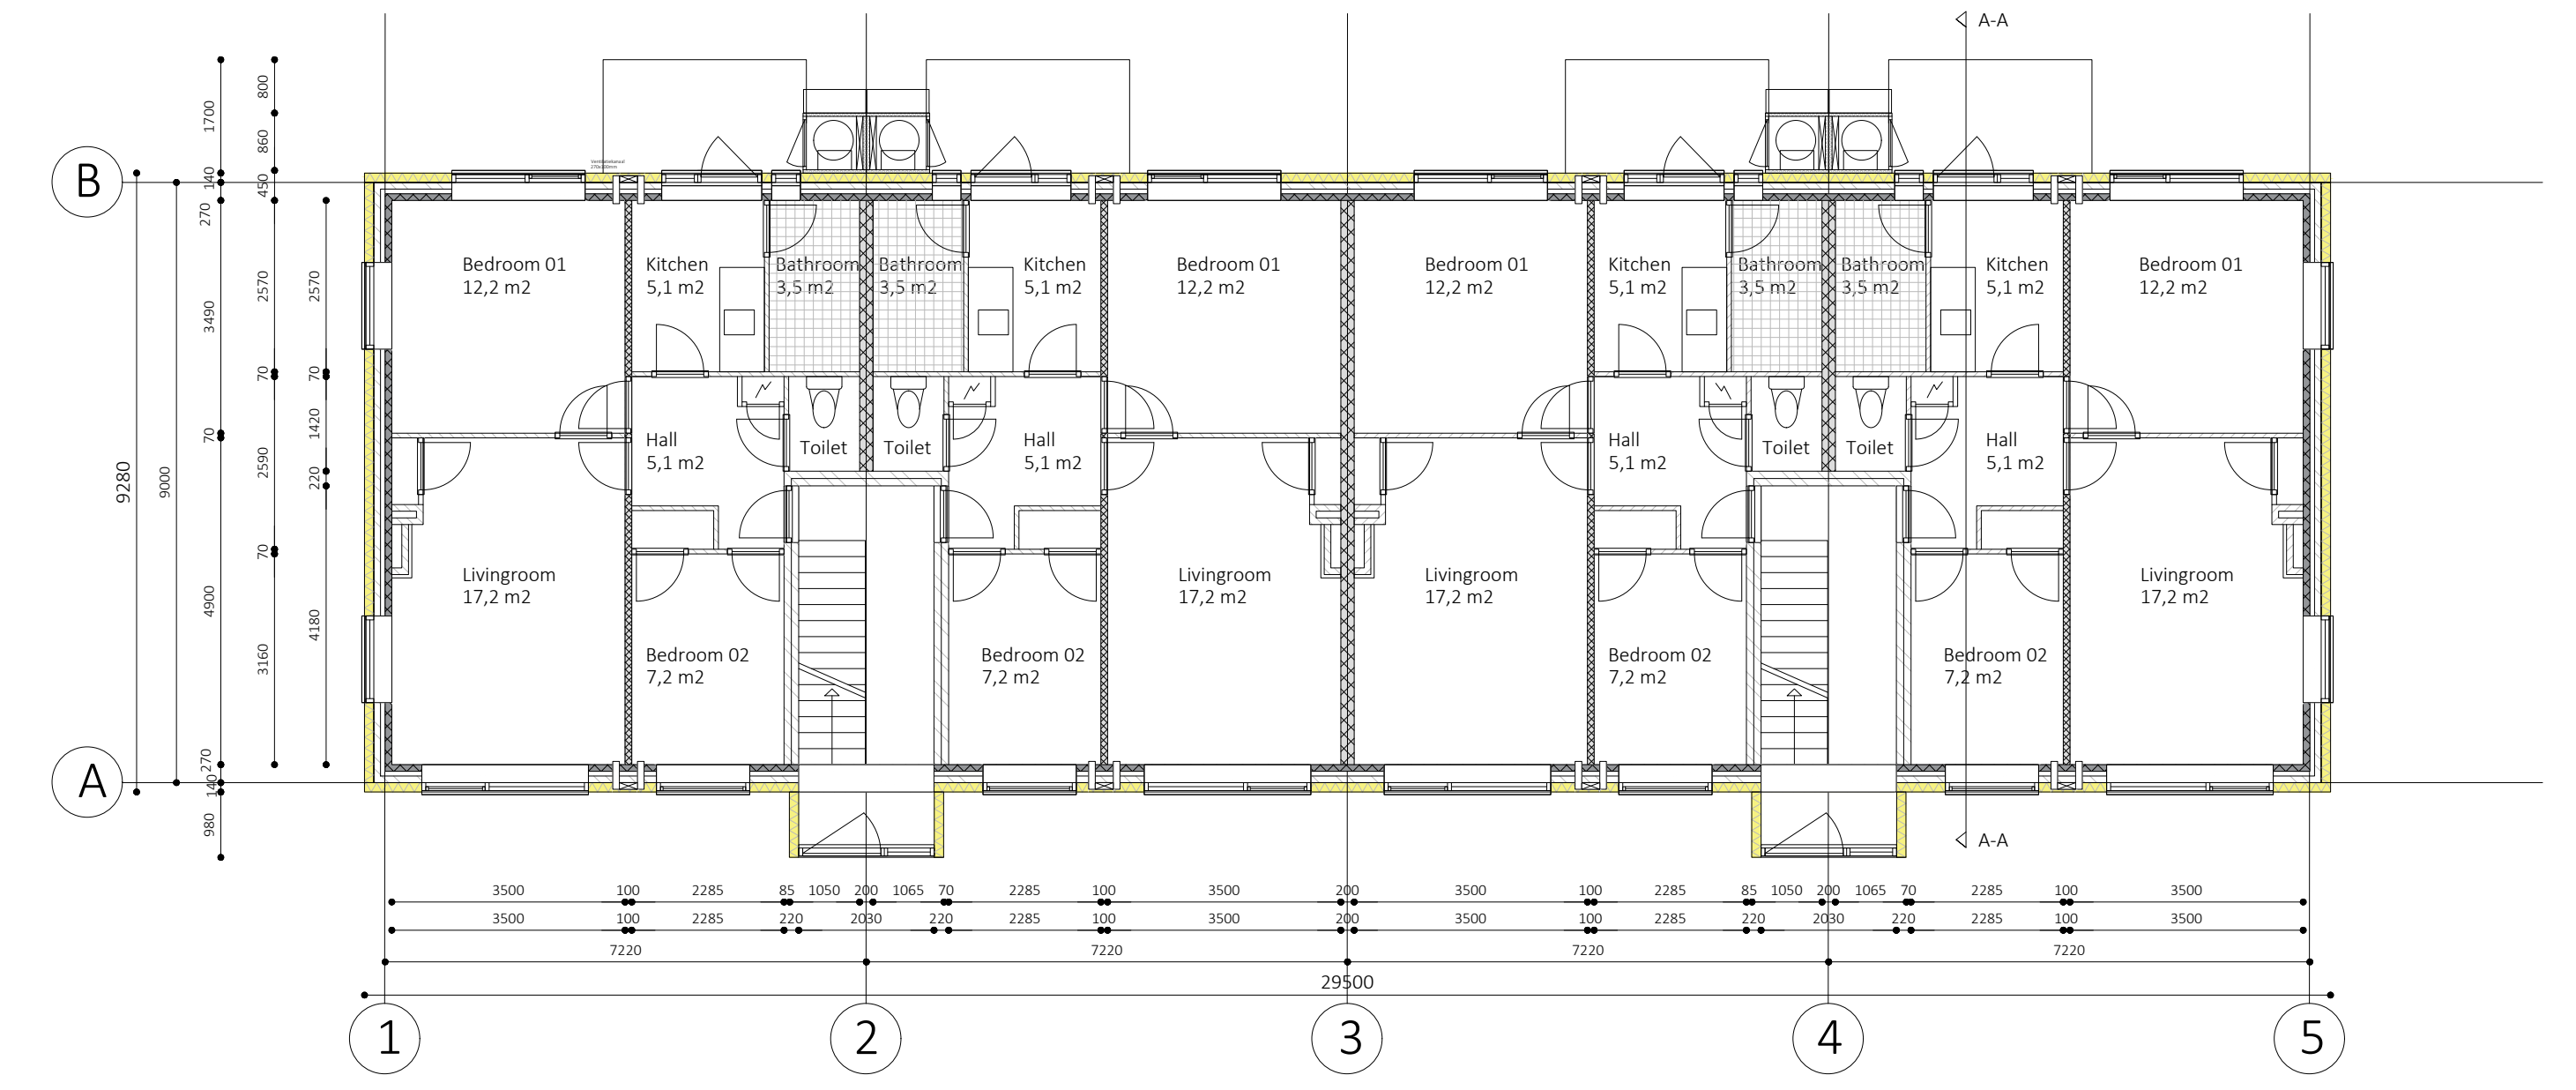 A-A
800
1700
860
Ventilatiekanaal
B
140
450
270
Bedroom 01
12,2 m2
Kitchen
5,1 m2
Bathroom
3,5 m2
Bathroom
3,5 m2
Kitchen
5,1 m2
Bedroom 01
12,2 m2
Bedroom 01
12,2 m2
Kitchen
5,1 m2
Bathroom
3,5 m2
Bathroom
3,5 m2
Kitchen
5,1 m2
Bedroom 01
12,2 m2
2570
2570
3490
70
70
1420
70
2590
220
9280
9000
Hall
5,1 m2
Toilet
Toilet
Hall
5,1 m2
Hall
5,1 m2
Toilet
Toilet
Hall
5,1 m2
70
4900
4180
3160
Livingroom
17,2 m2
Livingroom
17,2 m2
Livingroom
17,2 m2
Livingroom
17,2 m2
Bedroom 02
7,2 m2
Bedroom 02
7,2 m2
Bedroom 02
7,2 m2
Bedroom 02
7,2 m2
270
A
140
980
A-A
3500 100 2285 85 1050 200 1065 70 2285 100 3500 200 3500 100 2285 85 1050 200 1065 70 2285 100 3500
3500 100 2285 220 2030 220 2285 100 3500 200 3500 100 2285 220 2030 220 2285 100 3500
7220 7220 7220 7220
29500
1 2 3 4 5